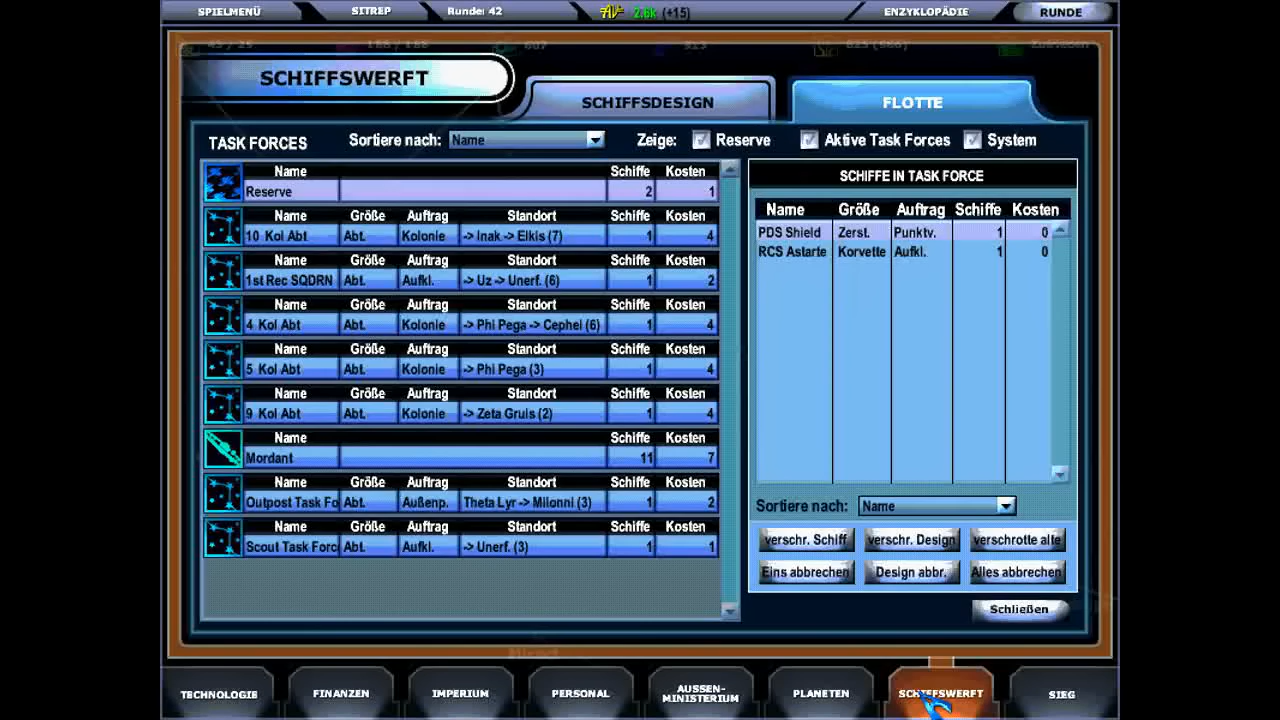 SPIELMENÜ SITREP Runde: 42 2.6k (+15) ENZYKLOPÄDIE RUNDE
SCHIFFSWERFT
SCHIFFSDESIGN FLOTTE
TASK FORCES Sortiere nach: Name Zeige: Reserve Aktive Task Forces System
Name Schiffe Kosten
Reserve 2 1
Name Größe Auftrag Standort Schiffe Kosten
10 Kol Abt Abt. Kolonie -> Inak -> Elkis (7) 1 4
Name Größe Auftrag Standort Schiffe Kosten
1st Rec SQDRN Abt. Aufkl. -> Uz -> Unerf. (6) 1 2
Name Größe Auftrag Standort Schiffe Kosten
4 Kol Abt Abt. Kolonie -> Phi Pega -> Cephei (6) 1 4
Name Größe Auftrag Standort Schiffe Kosten
5 Kol Abt Abt. Kolonie -> Phi Pega (3) 1 4
Name Größe Auftrag Standort Schiffe Kosten
9 Kol Abt Abt. Kolonie -> Zeta Gruis (2) 1 4
Name Schiffe Kosten
Mordant 11 7
Name Größe Auftrag Standort Schiffe Kosten
Outpost Task Fo Abt. Außenp. Theta Lyr -> Milonni (3) 1 2
Name Größe Auftrag Standort Schiffe Kosten
Scout Task Forc Abt. Aufkl. -> Unerf. (3) 1 1
SCHIFFE IN TASK FORCE
Name Größe Auftrag Schiffe Kosten
PDS Shield Zerst. Punktv. 1 0
RCS Astarte Korvette Aufkl. 1 0
Sortiere nach: Name
verschr. Schiff verschr. Design verschrotte alte
Eins abbrechen Design abbr. Alles abbrechen
Schließen
TECHNOLOGIE FINANZEN IMPERIUM PERSONAL AUSSEN-
MINISTERIUM PLANETEN SCHIFFSWERFT SIEG